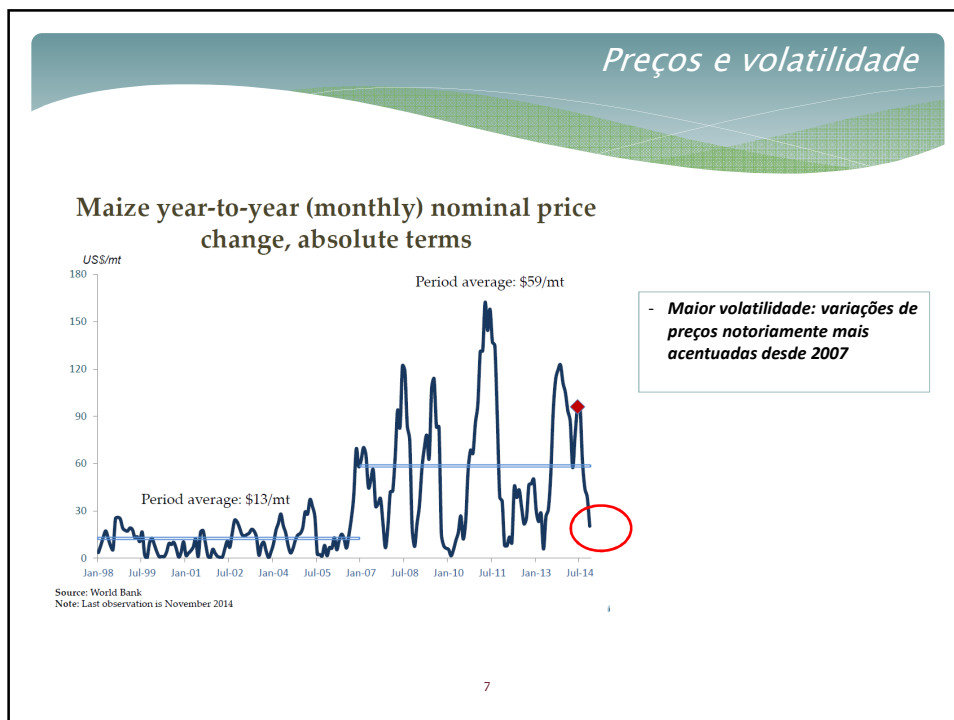 Preços e volatilidade
Maize year-to-year (monthly) nominal price
change, absolute terms
US$/mt
180
150
120
90
60
30
0
Period average: $59/mt
Period average: $13/mt
Jan-98 Jul-99 Jan-01 Jul-02 Jan-04 Jul-05 Jan-07 Jul-08 Jan-10 Jul-11 Jan-13 Jul-14
Source: World Bank
Note: Last observation is November 2014
- Maior volatilidade: variações de
preços notoriamente mais
acentuadas desde 2007
7